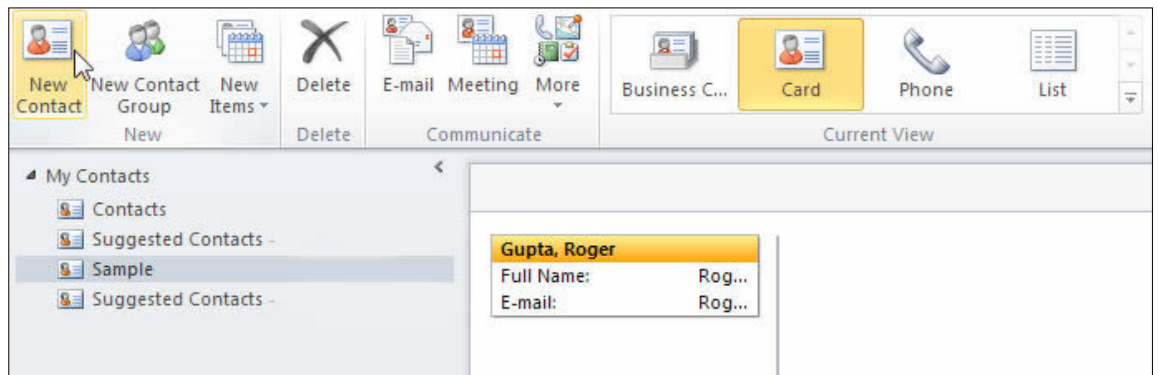 New Contact
New Contact Group
New Items
Delete
E-mail
Meeting
More
Business C...
Card
Phone
List
New
Delete
Communicate
Current View
My Contacts
Contacts
Suggested Contacts -
Sample
Suggested Contacts -
Gupta, Roger
Full Name: Rog...
E-mail: Rog...